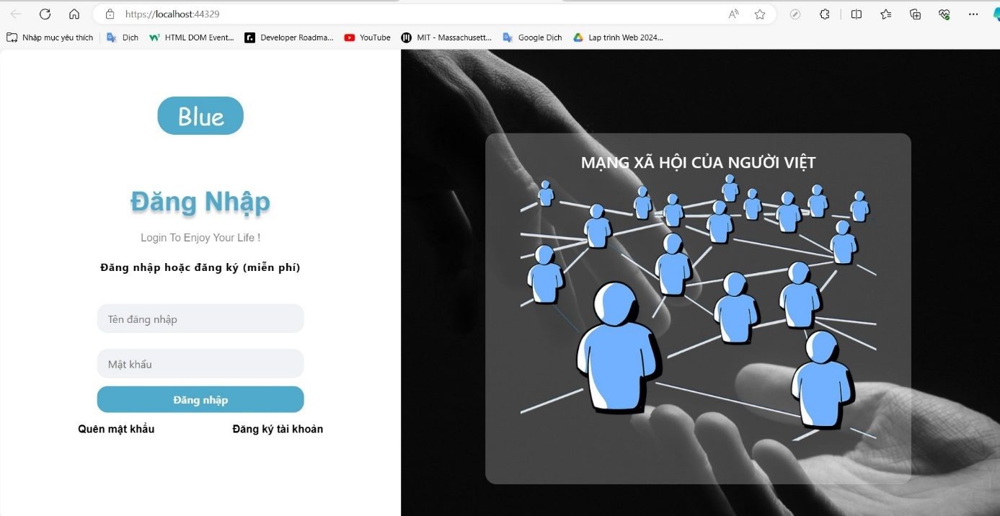 https://localhost:44329
Nhập mục yêu thích Dịch HTML DOM Event... Developer Roadma... YouTube MIT - Massachusett... Google Dịch Lap trình Web 2024...
Blue
Đăng Nhập
Login To Enjoy Your Life !
Đăng nhập hoặc đăng ký (miễn phí)
Tên đăng nhập
Mật khẩu
Đăng nhập
Quên mật khẩu Đăng ký tài khoản
MẠNG XÃ HỘI CỦA NGƯỜI VIỆT